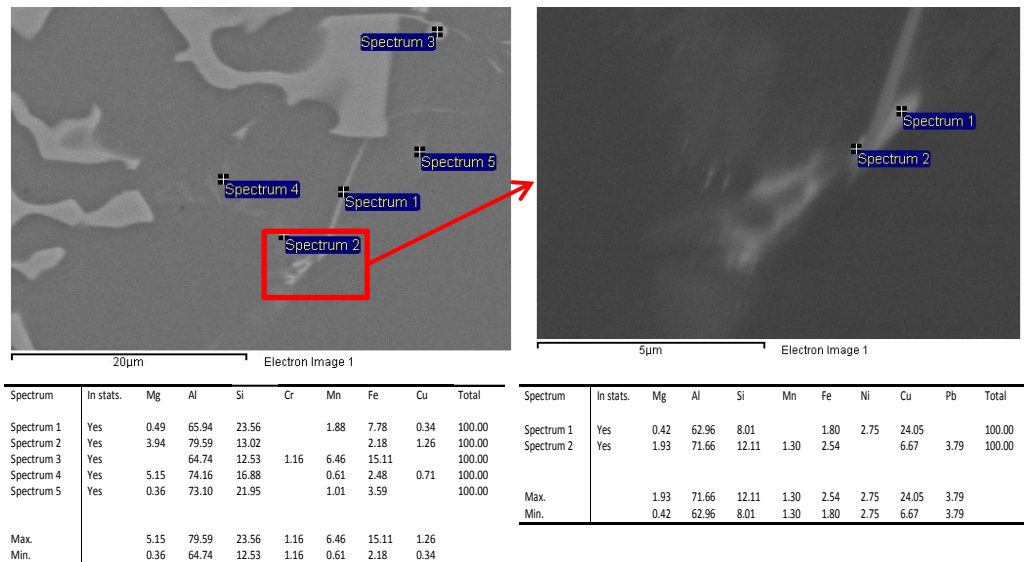 Spectrum 3
Spectrum 5
Spectrum 4
Spectrum 1
Spectrum 2
20µm Electron Image 1
Spectrum 1
Spectrum 2
5µm Electron Image 1
Spectrum In stats. Mg Al Si Cr Mn Fe Cu Total
Spectrum 1 Yes 0.49 65.94 23.56 1.88 7.78 0.34 100.00
Spectrum 2 Yes 3.94 79.59 13.02 2.18 1.26 100.00
Spectrum 3 Yes 64.74 12.53 1.16 6.46 15.11 100.00
Spectrum 4 Yes 5.15 74.16 16.88 0.61 2.48 0.71 100.00
Spectrum 5 Yes 0.36 73.10 21.95 1.01 3.59 100.00
Max. 5.15 79.59 23.56 1.16 6.46 15.11 1.26
Min. 0.36 64.74 12.53 1.16 0.61 2.18 0.34
Spectrum In stats. Mg Al Si Mn Fe Ni Cu Pb Total
Spectrum 1 Yes 0.42 62.96 8.01 1.80 2.75 24.05 100.00
Spectrum 2 Yes 1.93 71.66 12.11 1.30 2.54 6.67 3.79 100.00
Max. 1.93 71.66 12.11 1.30 2.54 2.75 24.05 3.79
Min. 0.42 62.96 8.01 1.30 1.80 2.75 6.67 3.79